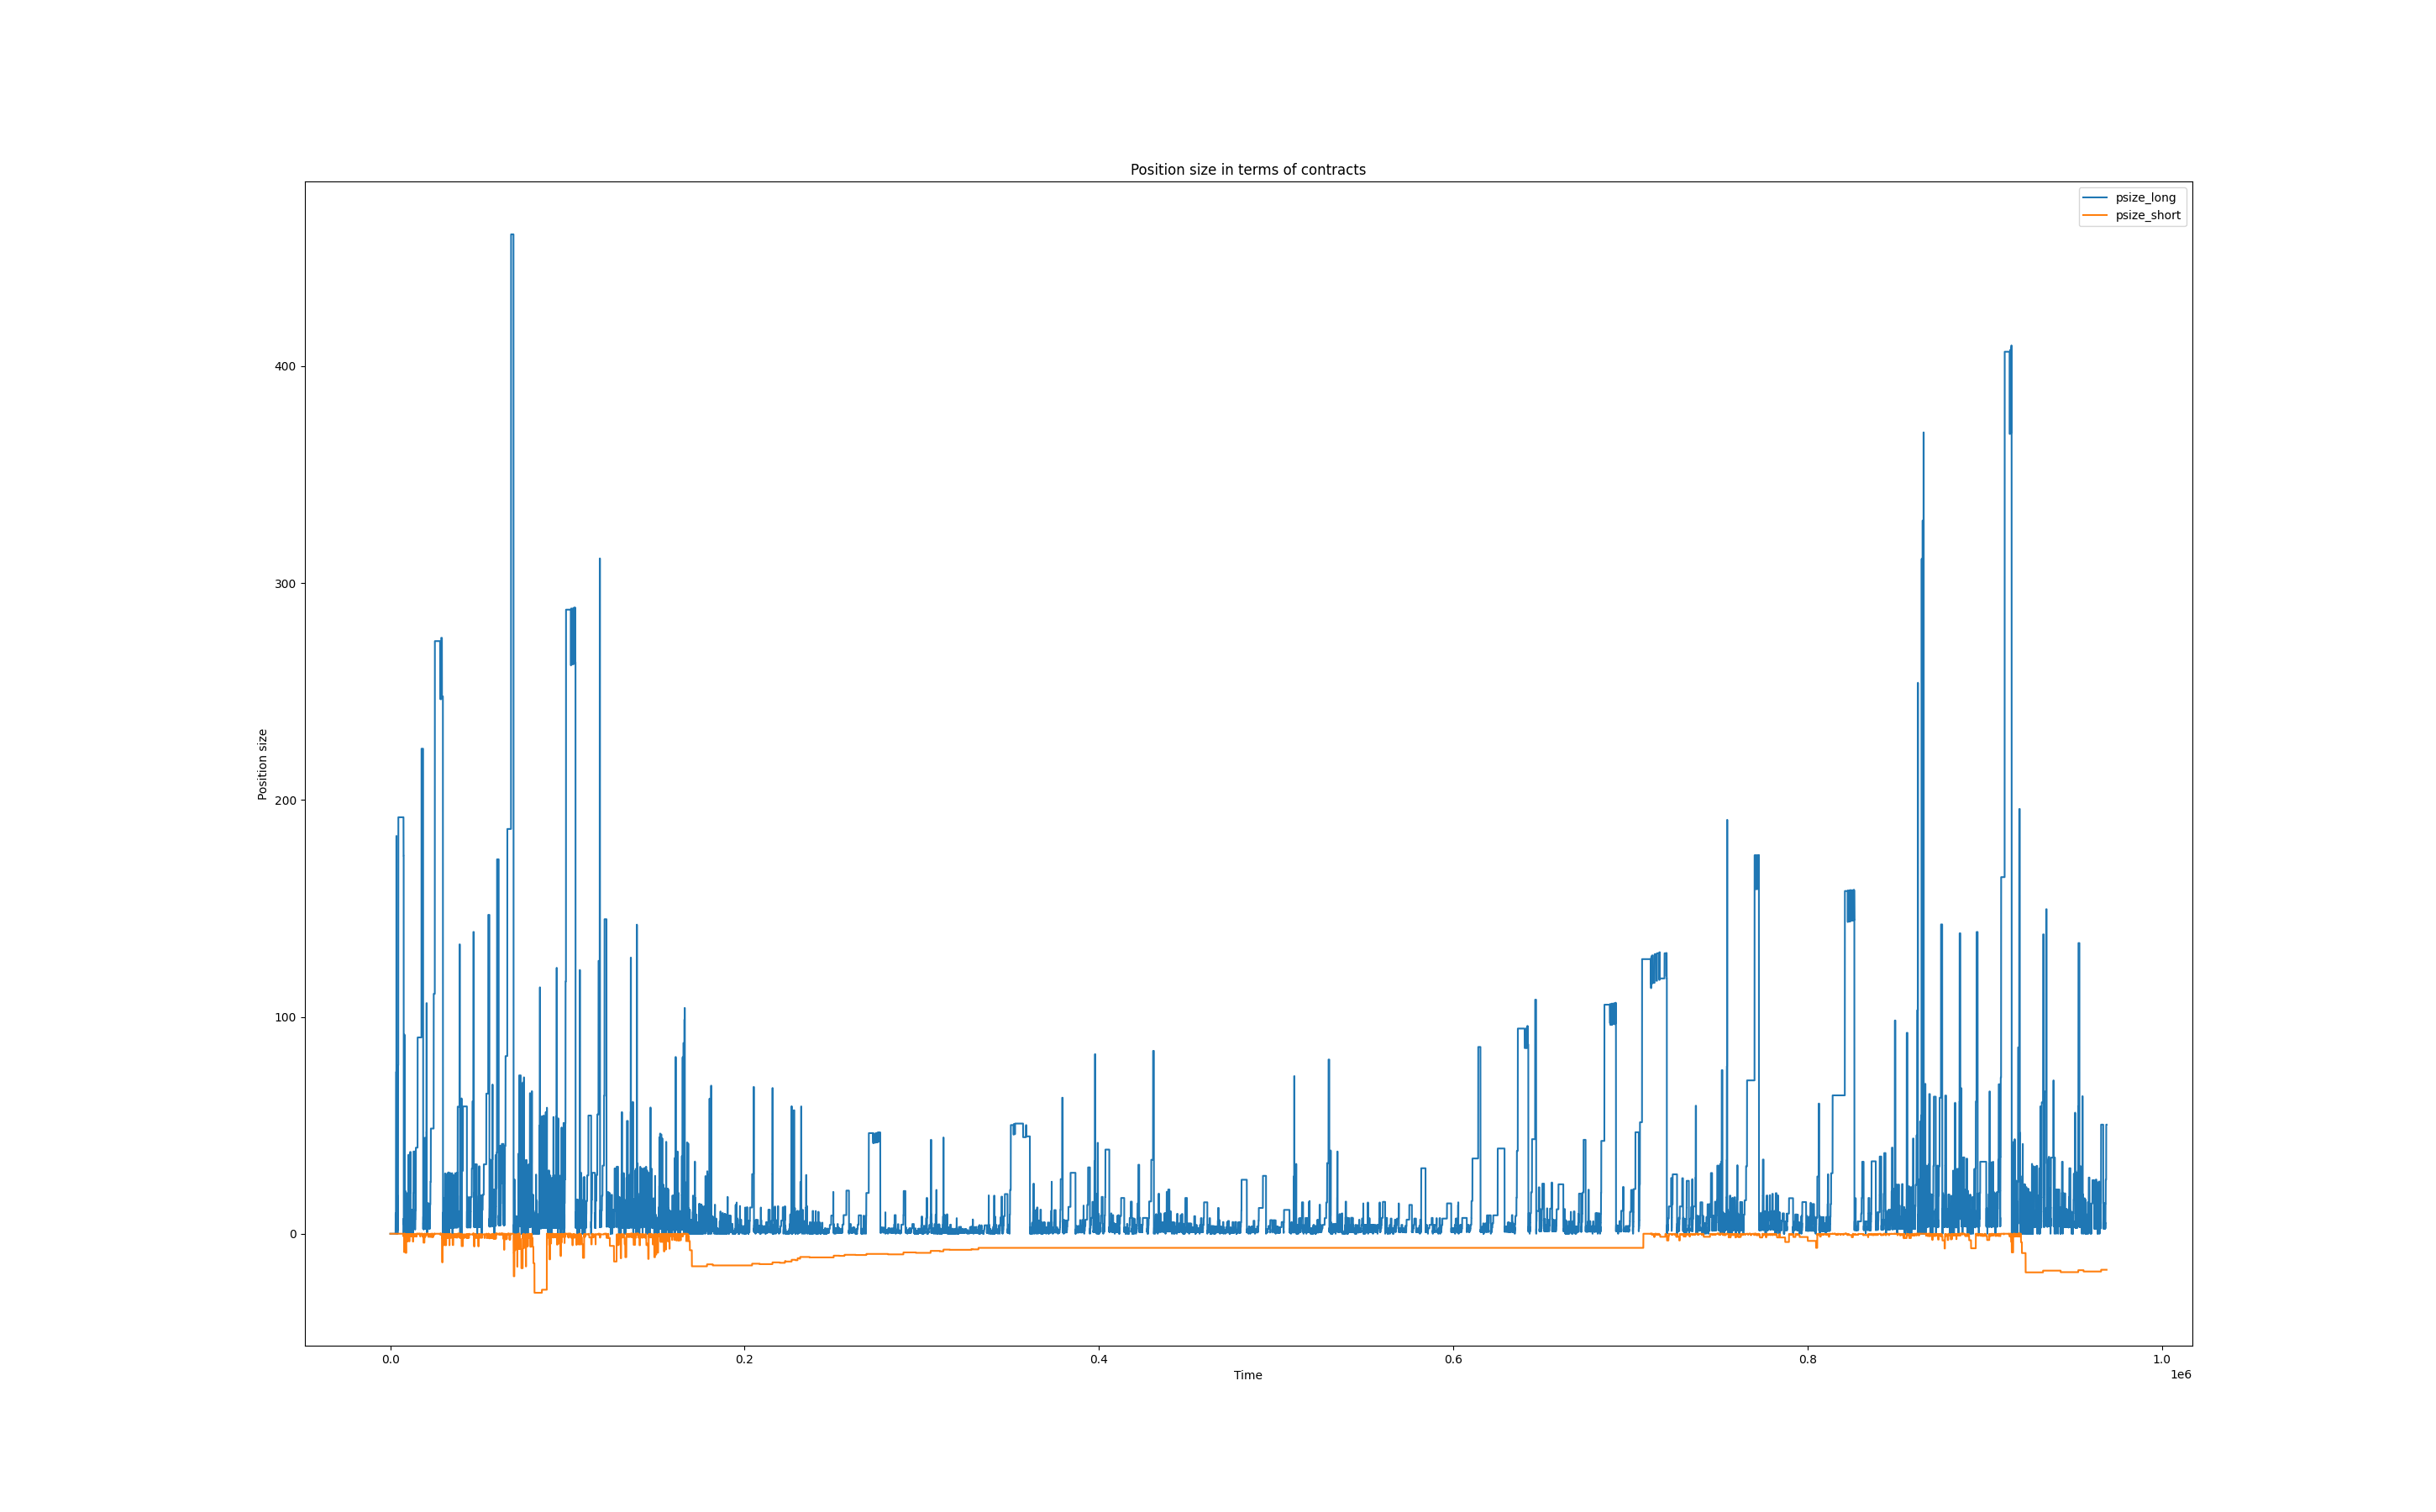 Position size in terms of contracts
psize_long
psize_short
400
300
200
100
0
Position size
0.0
0.2
0.4
0.6
0.8
1.0
Time
1e6